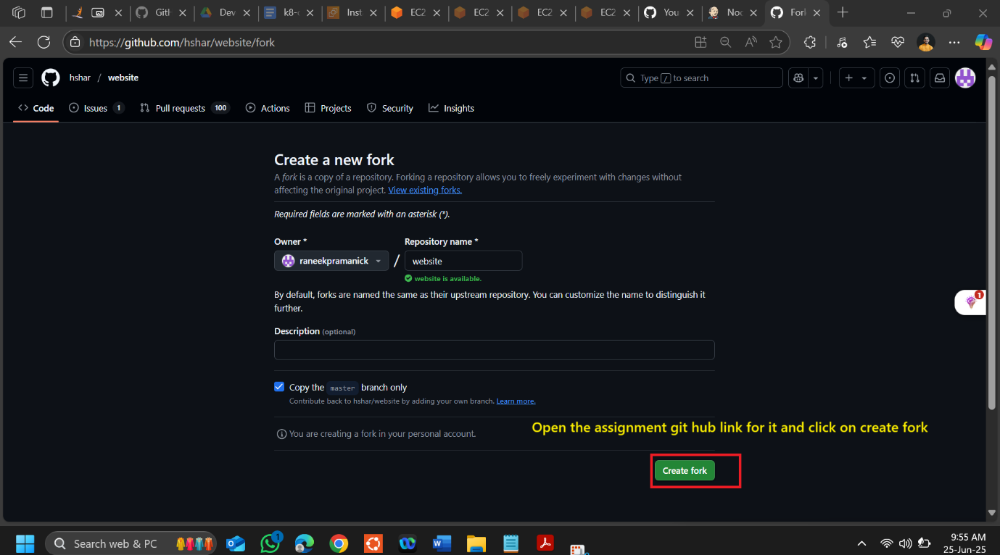 Gith
Dev
k8-c
Inst
EC2
EC2
EC2
EC2
You
Noc
Fork
https://github.com/hshar/website/fork
hshar / website
Type / to search
Code
Issues 1
Pull requests 100
Actions
Projects
Security
Insights
Create a new fork
A fork is a copy of a repository. Forking a repository allows you to freely experiment with changes without
affecting the original project. View existing forks.
Required fields are marked with an asterisk (*).
Owner *
Repository name *
raneekpramanick
/
website
website is available.
By default, forks are named the same as their upstream repository. You can customize the name to distinguish it
further.
Description (optional)
Copy the master branch only
Contribute back to hshar/website by adding your own branch. Learn more.
You are creating a fork in your personal account.
Open the assignment git hub link for it and click on create fork
Create fork
1
Search web & PC
1
9:55 AM
25-Jun-25